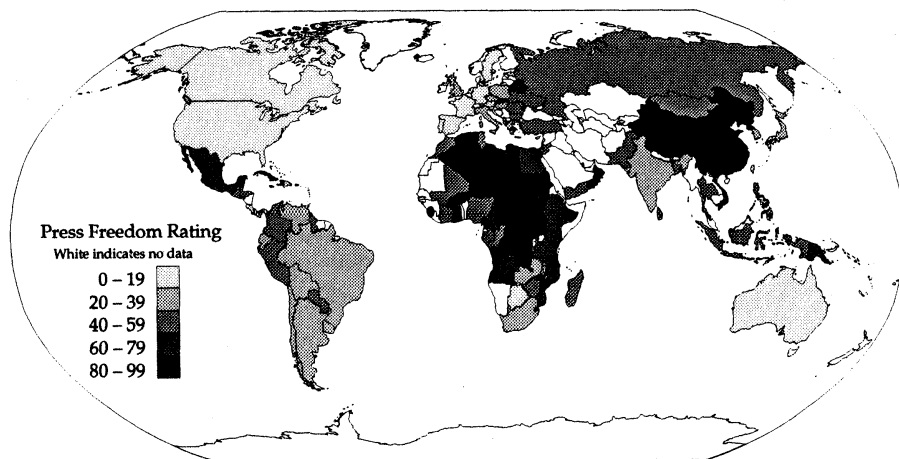 Press Freedom Rating
White indicates no data
0 – 19
20 – 39
40 – 59
60 – 79
80 – 99